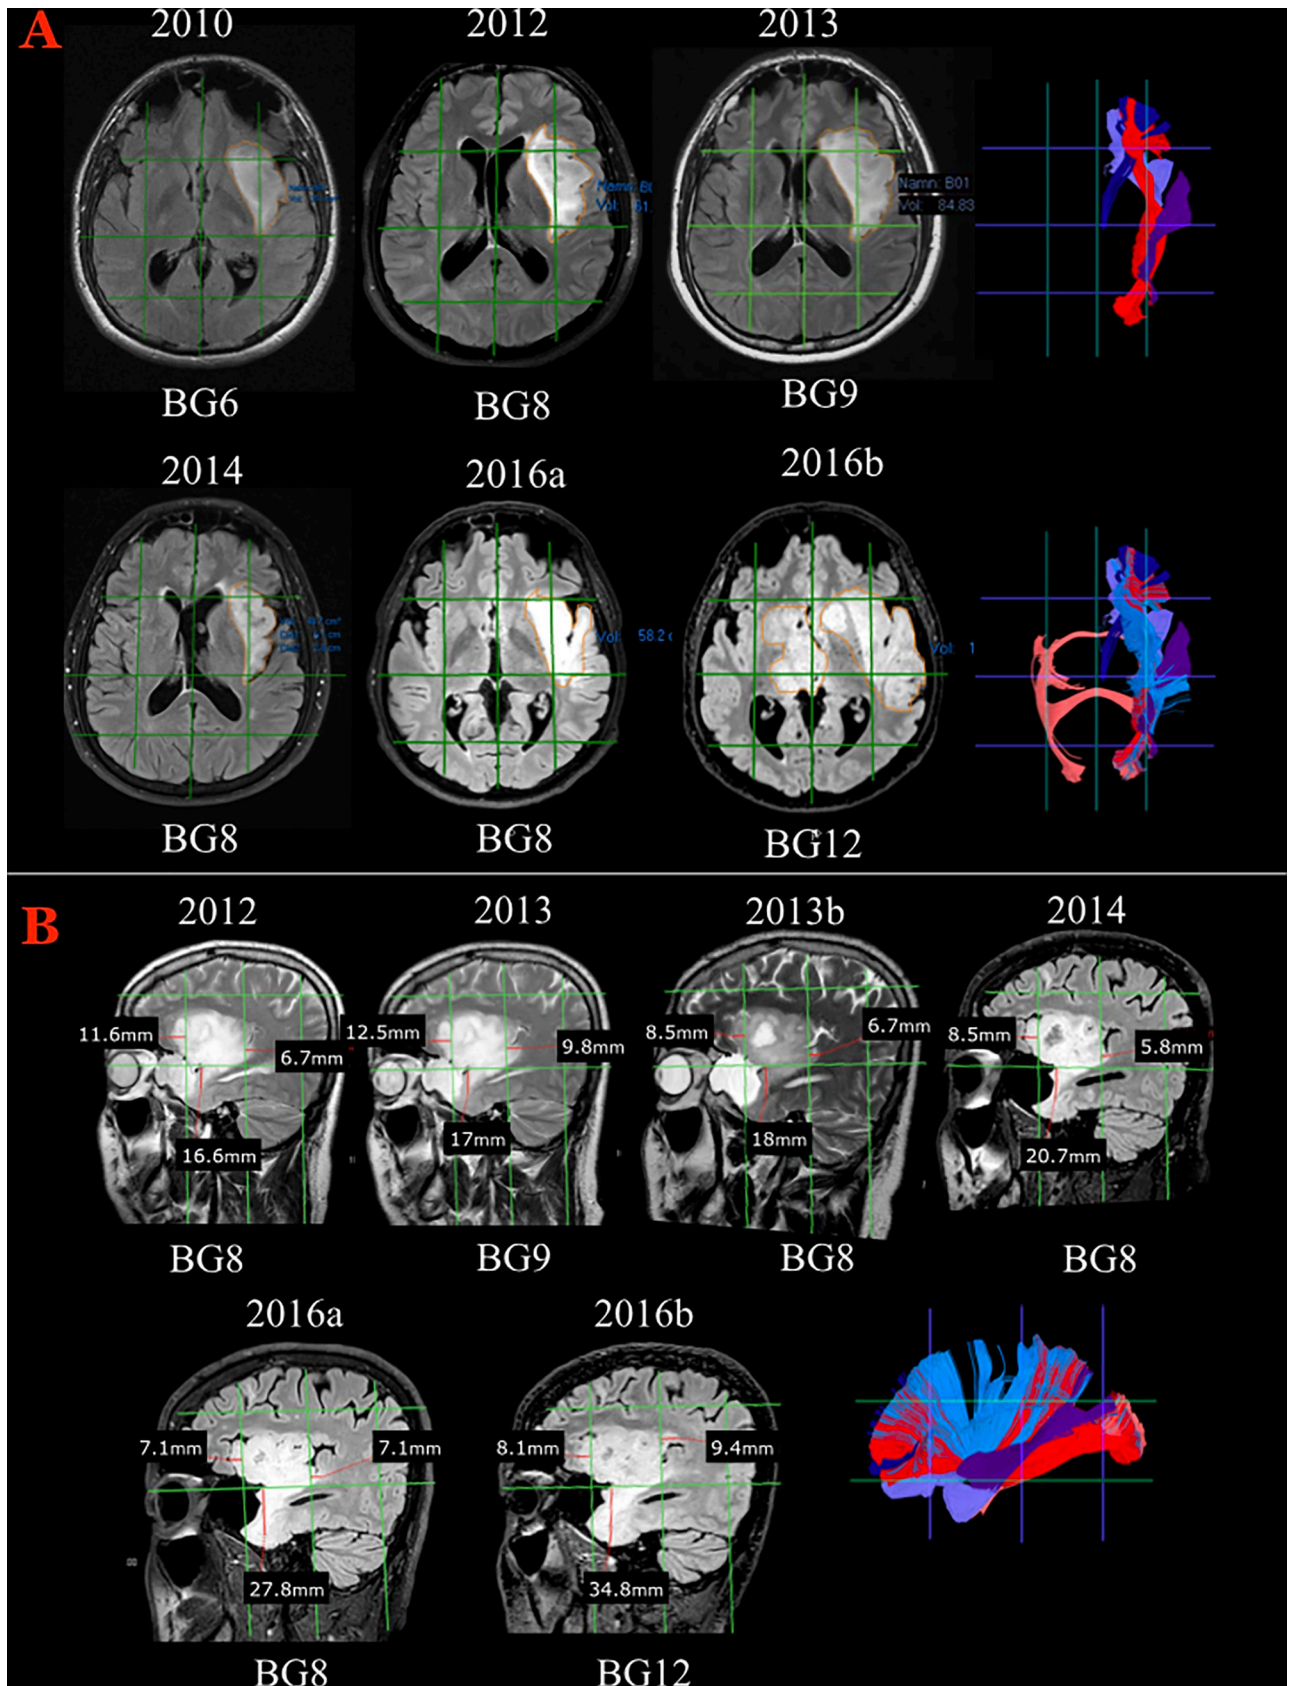 A
2010 2012 2013
Namn: B01
Vol: 61.
Vol: 84.83
BG6 BG8 BG9
2014 2016a 2016b
Vol: 58.2
Vol: 1
BG8 BG8 BG12
B
2012 2013 2013b 2014
11.6mm 6.7mm 12.5mm 9.8mm 8.5mm 6.7mm 8.5mm 5.8mm
16.6mm 17mm 18mm 20.7mm
BG8 BG9 BG8 BG8
2016a 2016b
7.1mm 7.1mm 8.1mm 9.4mm
27.8mm 34.8mm
BG8 BG12